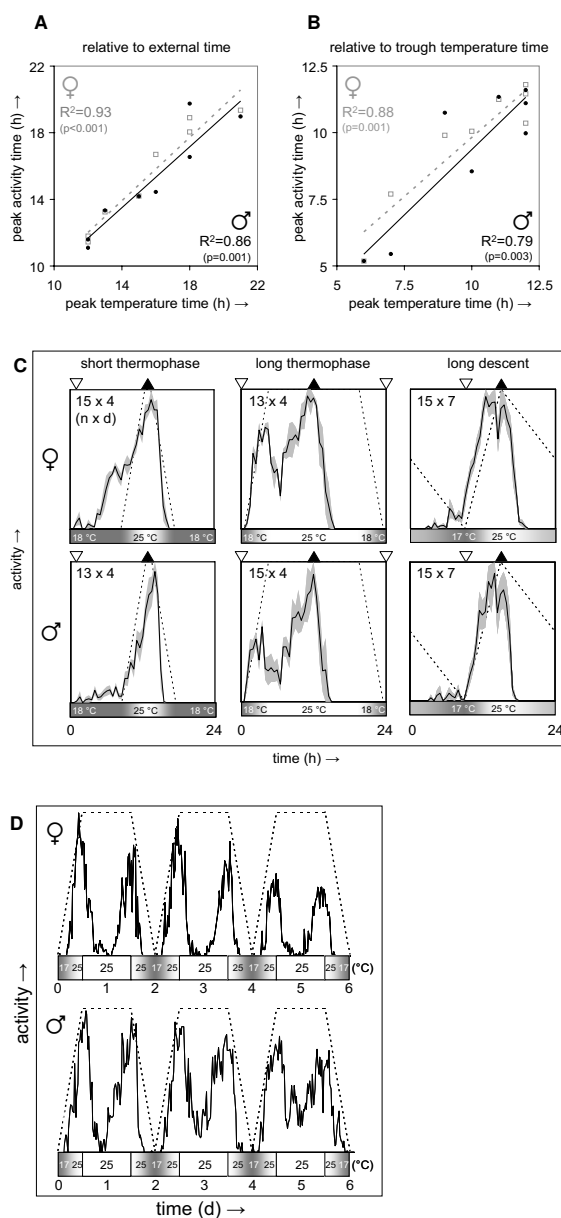 A
relative to external time
22
18
14
10
peak activity time (h) →
♀
R²=0.93
(p<0.001)
♂
R²=0.86
(p=0.001)
10 14 18 22
peak temperature time (h) →
B
relative to trough temperature time
12.5
10
7.5
5
peak activity time (h) →
♀
R²=0.88
(p=0.001)
♂
R²=0.79
(p=0.003)
5 7.5 10 12.5
peak temperature time (h) →
C
short thermophase long thermophase long descent
♀
15 x 4
(n x d)
13 x 4
15 x 7
18 °C 25 °C 18 °C
25 °C
17 °C 25 °C
activity →
♂
13 x 4
15 x 4
15 x 7
18 °C 25 °C 18 °C
25 °C
17 °C 25 °C
0 24 0 24 0 24
time (h) →
D
♀
17 25 25 25 17 25 25 25 17 25 25 25 17 (°C)
0 1 2 3 4 5 6
activity →
♂
17 25 25 25 17 25 25 25 17 25 25 25 17 (°C)
0 1 2 3 4 5 6
time (d) →